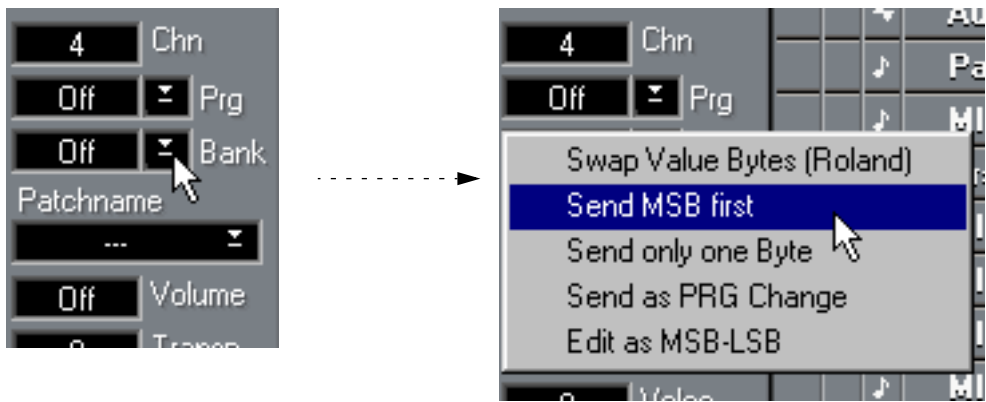 4 Chn
Off Prg
Off Bank
Patchname
---
Off Volume
4 Chn
Off Prg
Swap Value Bytes (Roland)
Send MSB first
Send only one Byte
Send as PRG Change
Edit as MSB-LSB